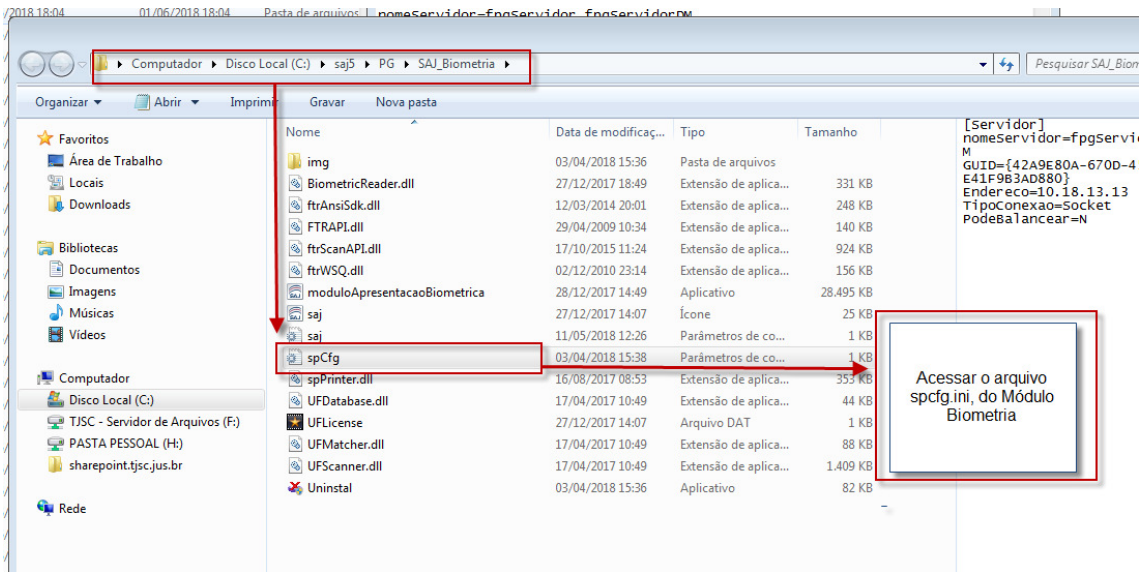 /2018 18:04 01/06/2018 18:04 Pasta de arquivos nomeServidor=fpgServidor.fpgServidorDM
Computador Disco Local (C:) saj5 PG SAJ_Biometria Pesquisar SAJ_Biom
Organizar Abrir Imprimir Gravar Nova pasta
Favoritos
Área de Trabalho
Locais
Downloads
Bibliotecas
Documentos
Imagens
Músicas
Vídeos
Computador
Disco Local (C:)
TJSC - Servidor de Arquivos (F:)
PASTA PESSOAL (H:)
sharepoint.tjsc.jus.br
Rede
Nome Data de modificaç... Tipo Tamanho
img 03/04/2018 15:36 Pasta de arquivos
BiometricReader.dll 27/12/2017 18:49 Extensão de aplica... 331 KB
ftrAnsiSdk.dll 12/03/2014 20:01 Extensão de aplica... 248 KB
FTRAPI.dll 29/04/2009 10:34 Extensão de aplica... 140 KB
ftrScanAPI.dll 17/10/2015 11:24 Extensão de aplica... 924 KB
ftrWSQ.dll 02/12/2010 23:14 Extensão de aplica... 156 KB
moduloApresentacaoBiometrica 28/12/2017 14:49 Aplicativo 28.495 KB
saj 27/12/2017 14:07 Ícone 25 KB
saj 11/05/2018 12:26 Parâmetros de co... 1 KB
spCfg 03/04/2018 15:38 Parâmetros de co... 1 KB
spPrinter.dll 16/08/2017 08:53 Extensão de aplica... 353 KB
UFDatabase.dll 17/04/2017 10:49 Extensão de aplica... 44 KB
UFLicense 27/12/2017 14:07 Arquivo DAT 1 KB
UFMatcher.dll 17/04/2017 10:49 Extensão de aplica... 88 KB
UFScanner.dll 17/04/2017 10:49 Extensão de aplica... 1.409 KB
Uninstal 03/04/2018 15:36 Aplicativo 82 KB
[Servidor]
nomeServidor=fpgServid
M
GUID={42A9E80A-670D-4
E41F9B3AD880}
Endereco=10.18.13.13
TipoConexao=Socket
PodeBalancear=N
Acessar o arquivo
spcfg.ini, do Módulo
Biometria